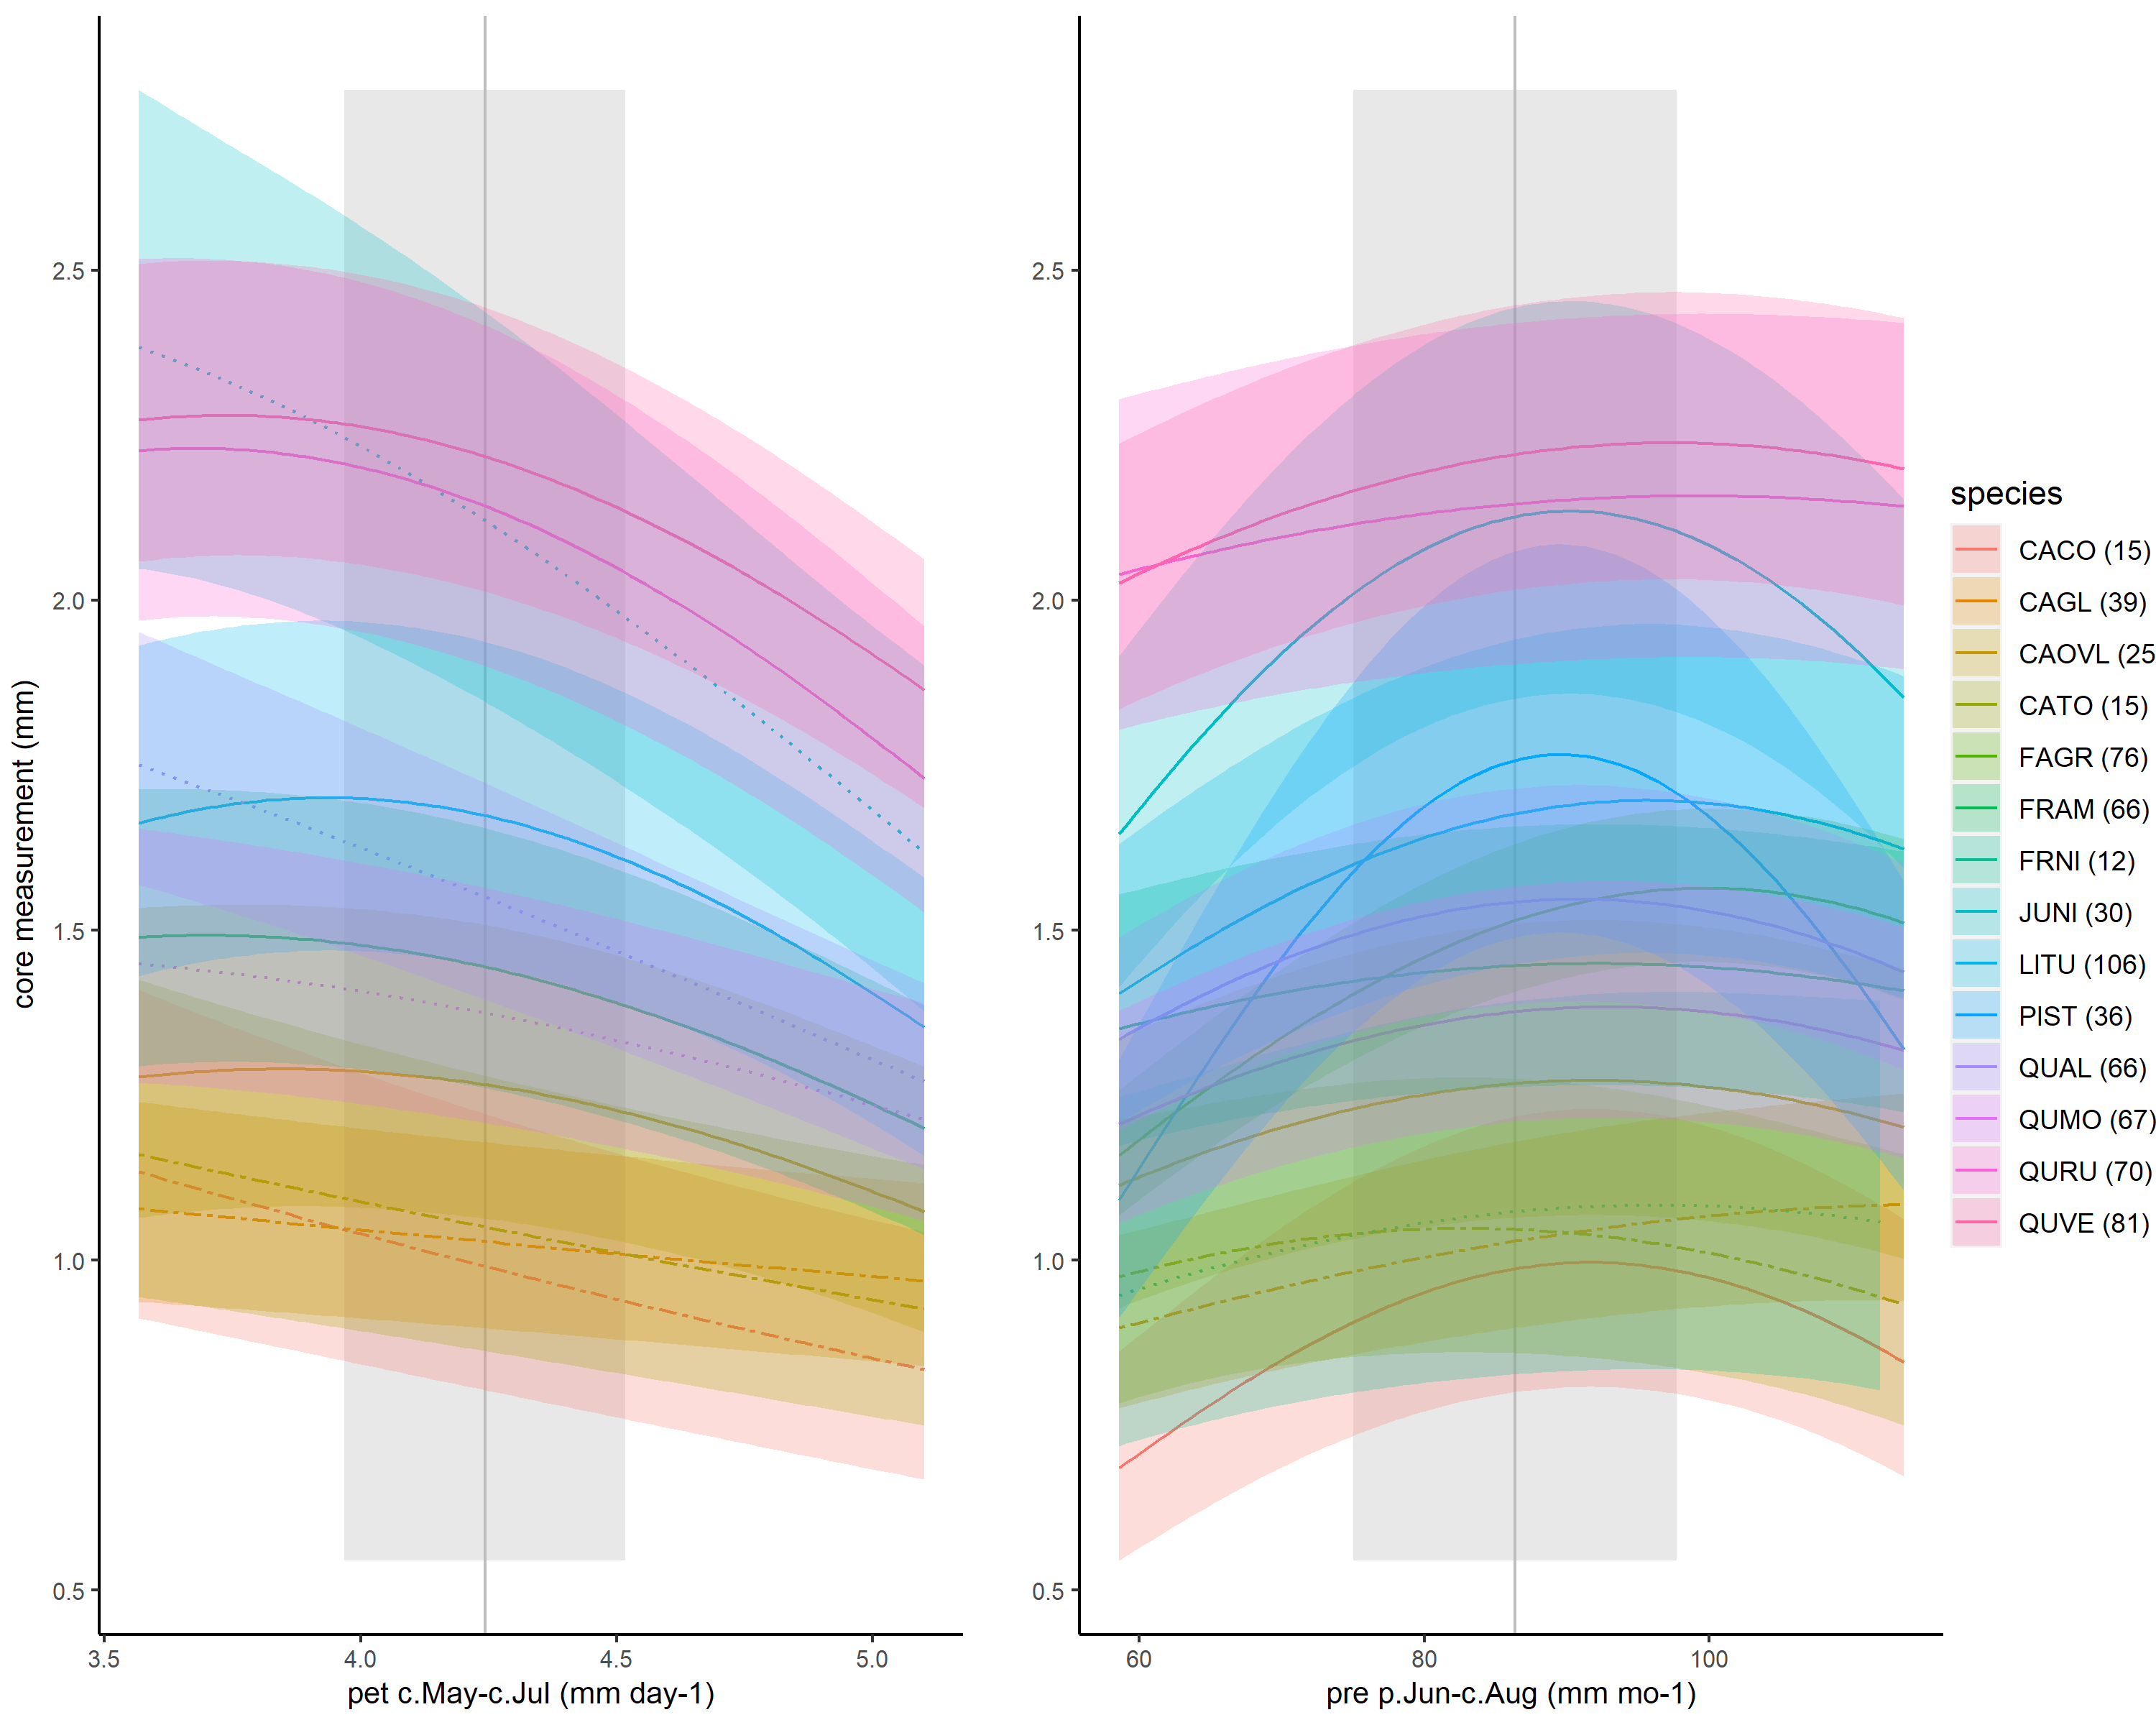 core measurement (mm)
2.5
2.0
1.5
1.0
0.5
3.5
4.0
4.5
5.0
pet c.May-c.Jul (mm day-1)
2.5
2.0
1.5
1.0
0.5
60
80
100
pre p.Jun-c.Aug (mm mo-1)
species
CACO (15)
CAGL (39)
CAOVL (25
CATO (15)
FAGR (76)
FRAM (66)
FRNI (12)
JUNI (30)
LITU (106)
PIST (36)
QUAL (66)
QUMO (67)
QURU (70)
QUVE (81)